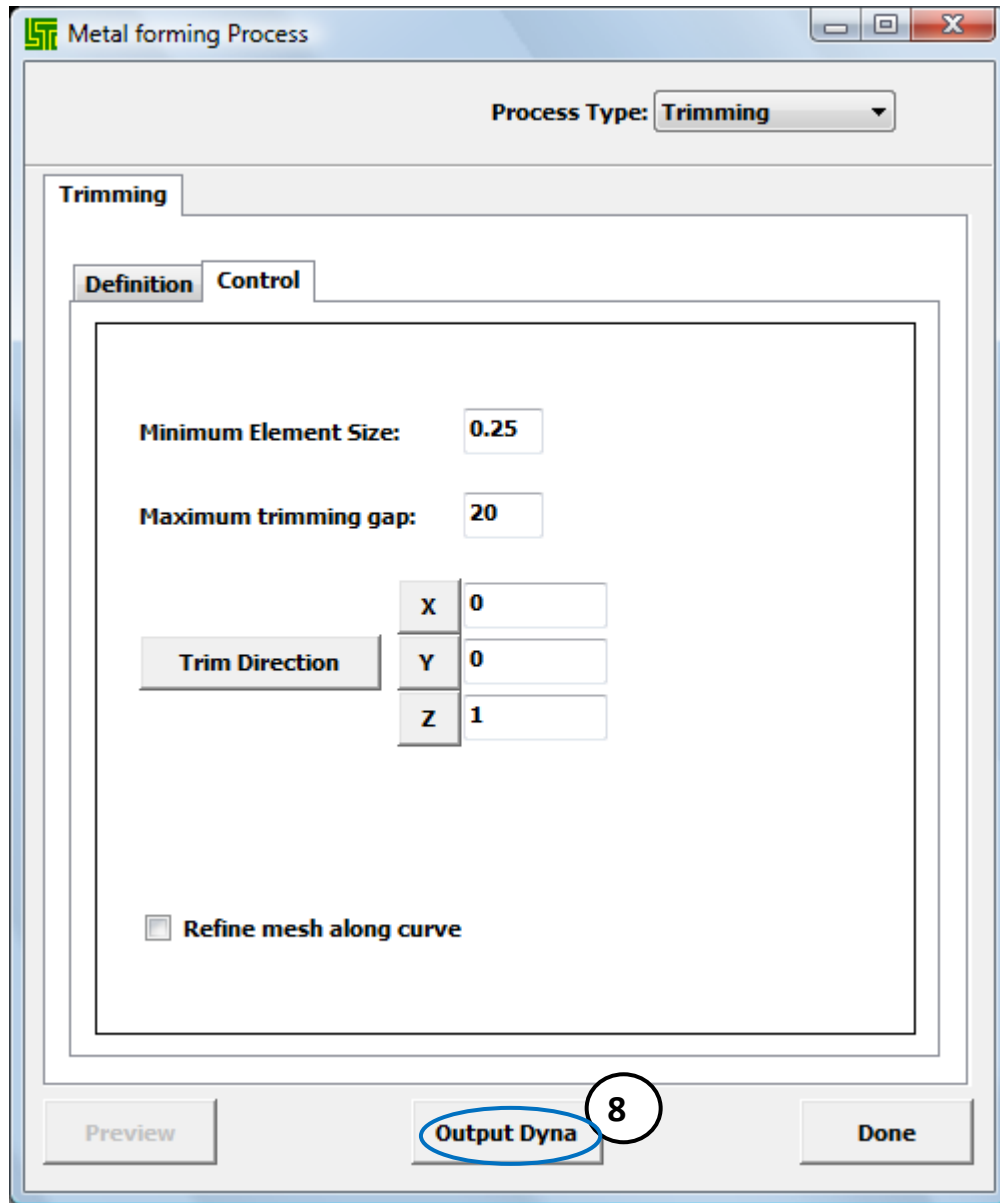 LSTC Metal forming Process
Process Type: Trimming
Trimming
Definition Control
Minimum Element Size: 0.25
Maximum trimming gap: 20
X 0
Trim Direction Y 0
Z 1
Refine mesh along curve
8
Preview Output Dyna Done